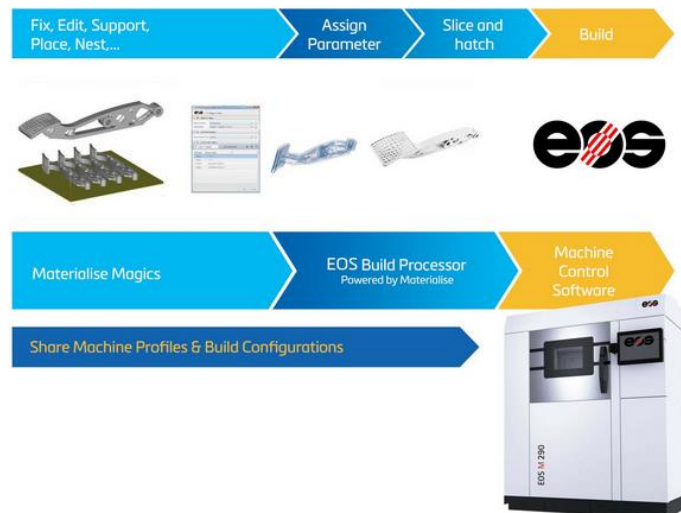 Fix, Edit, Support,
Place, Nest,...
Assign
Parameter
Slice and
hatch
Build
eos
Materialise Magics
EOS Build Processor
Powered by Materialise
Machine
Control
Software
eos
eos
Share Machine Profiles & Build Configurations
EOS M 290